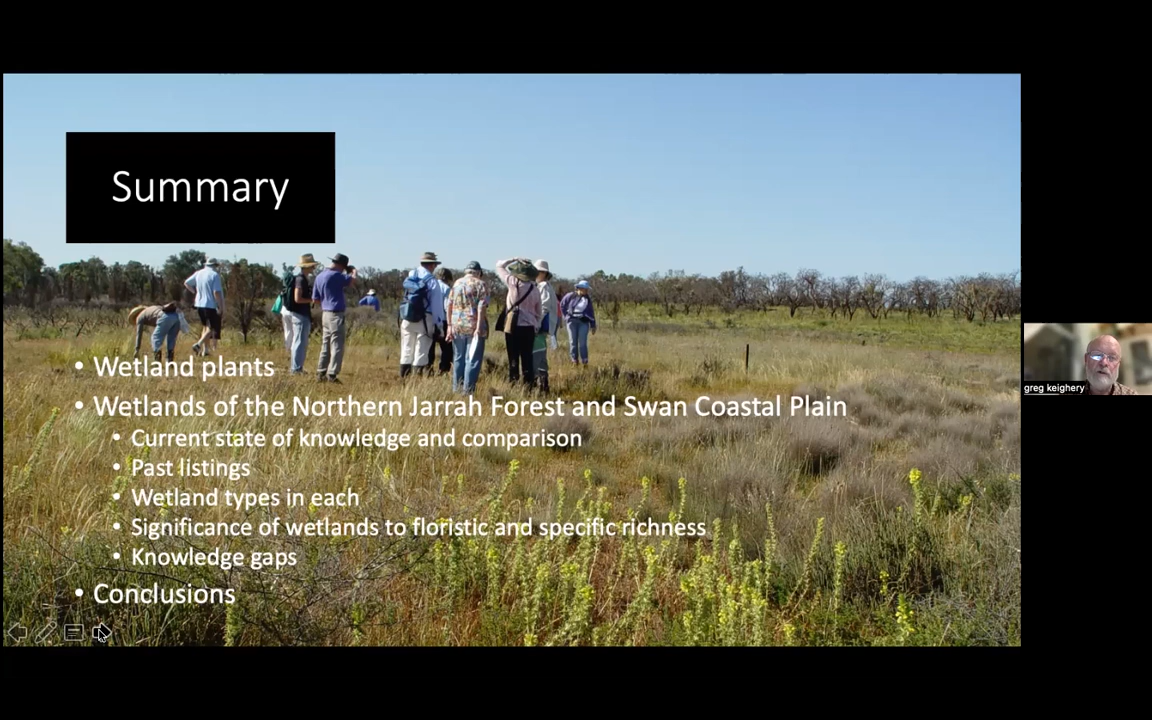 Summary
• Wetland plants
• Wetlands of the Northern Jarrah Forest and Swan Coastal Plain
• Current state of knowledge and comparison
• Past listings
• Wetland types in each
• Significance of wetlands to floristic and specific richness
• Knowledge gaps
• Conclusions
greg keighery